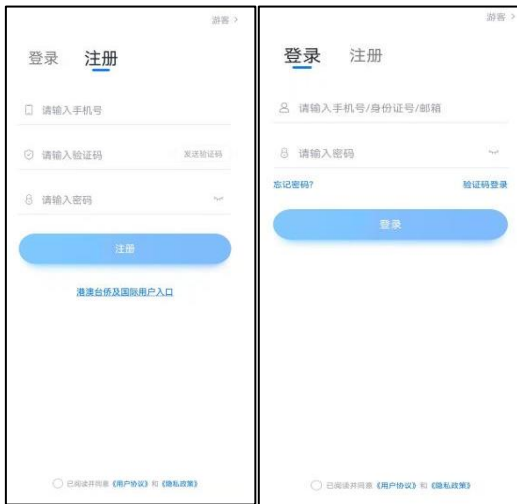 游客 >
登录 注册
请输入手机号
请输入验证码 发送验证码
请输入密码
注册
港澳台侨及国际用户入口
已阅读并同意《用户协议》和《隐私政策》
游客 >
登录 注册
请输入手机号/身份证号/邮箱
请输入密码
忘记密码? 验证码登录
登录
已阅读并同意《用户协议》和《隐私政策》